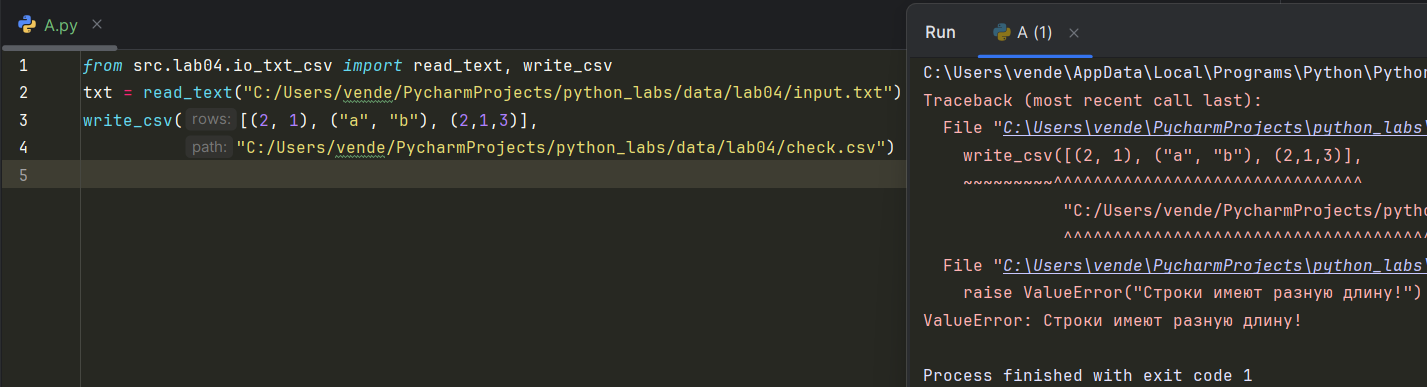 A.py
1 from src.lab04.io_txt_csv import read_text, write_csv
2 txt = read_text("C:/Users/vende/PycharmProjects/python_labs/data/lab04/input.txt")
3 write_csv( rows: [(2, 1), ("a", "b"), (2,1,3)],
4 path: "C:/Users/vende/PycharmProjects/python_labs/data/lab04/check.csv")
5
Run A (1)
C:\Users\vende\AppData\Local\Programs\Python\Python
Traceback (most recent call last):
File "C:\Users\vende\PycharmProjects\python_labs\
write_csv([(2, 1), ("a", "b"), (2,1,3)],
~~~~~~~~~^^^^^^^^^^^^^^^^^^^^^^^^^^^^^^^
"C:/Users/vende/PycharmProjects/pytho
^^^^^^^^^^^^^^^^^^^^^^^^^^^^^^^^^^^^^
File "C:\Users\vende\PycharmProjects\python_labs\
raise ValueError("Строки имеют разную длину!")
ValueError: Строки имеют разную длину!
Process finished with exit code 1